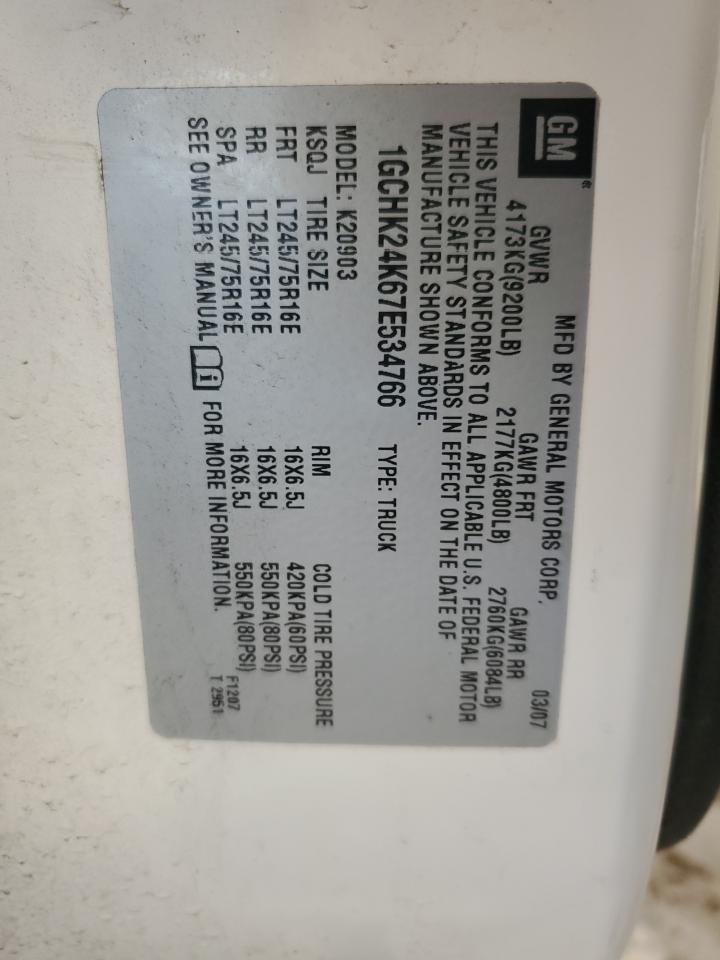 GM®
MFD BY GENERAL MOTORS CORP. 03/07
GVWR GAWR FRT GAWR RR
4173KG(9200LB) 2177KG(4800LB) 2760KG(6084LB)
THIS VEHICLE CONFORMS TO ALL APPLICABLE U.S. FEDERAL MOTOR
VEHICLE SAFETY STANDARDS IN EFFECT ON THE DATE OF
MANUFACTURE SHOWN ABOVE.
1GCHK24K67E534766 TYPE: TRUCK
MODEL: K20903
KSQJ TIRE SIZE RIM COLD TIRE PRESSURE
FRT LT245/75R16E 16X6.5J 420KPA(60PSI)
RR LT245/75R16E 16X6.5J 550KPA(80PSI)
SPA LT245/75R16E 16X6.5J 550KPA(80PSI)
SEE OWNER'S MANUAL i FOR MORE INFORMATION.
F1207
T 2951